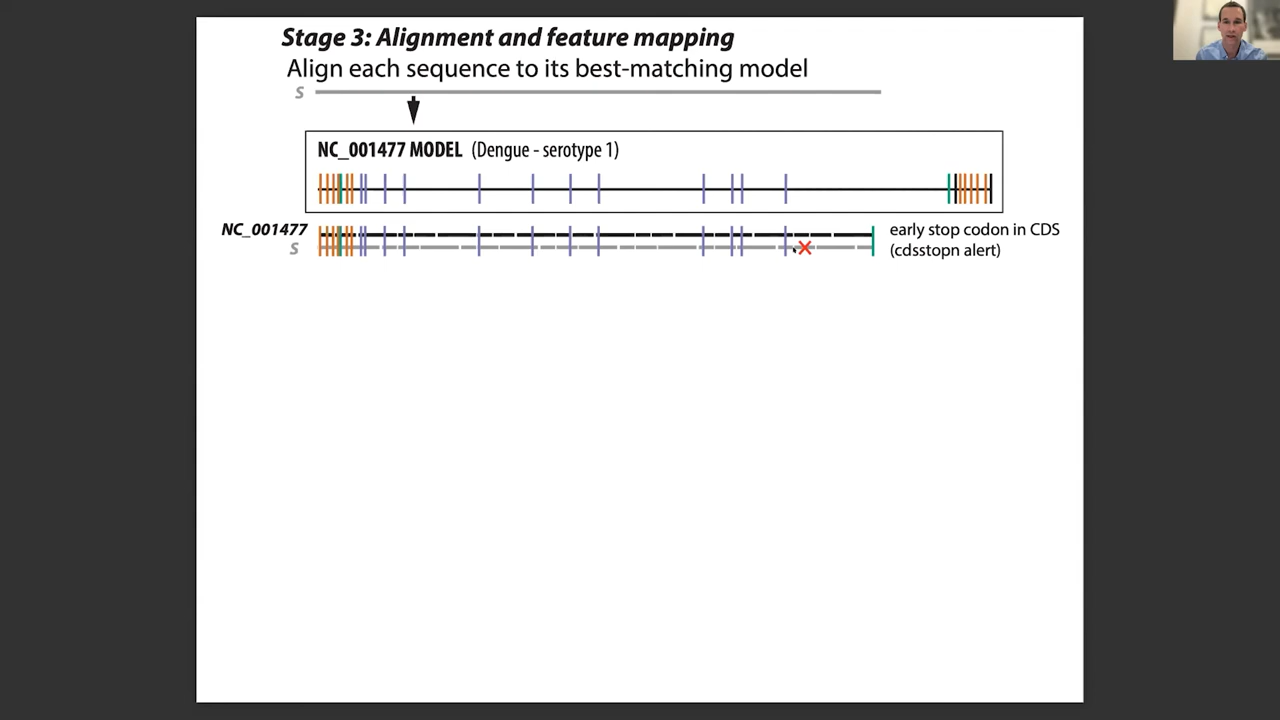 Stage 3: Alignment and feature mapping
Align each sequence to its best-matching model
S
NC_001477 MODEL (Dengue - serotype 1)
NC_001477
early stop codon in CDS
S
(cdsstopn alert)